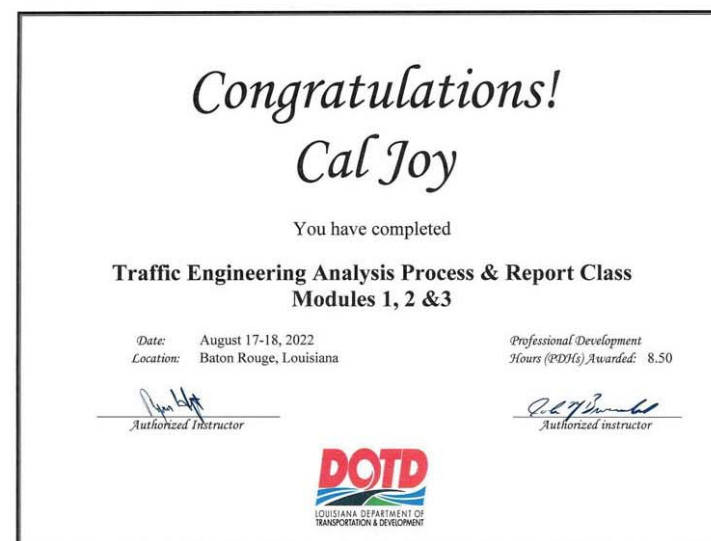 Congratulations!
Cal Joy
You have completed
Traffic Engineering Analysis Process & Report Class
Modules 1, 2 &3
Date: August 17-18, 2022
Location: Baton Rouge, Louisiana
Professional Development
Hours (PDHs) Awarded: 8.50
Authorized Instructor
Authorized instructor
DOTD
LOUISIANA DEPARTMENT OF
TRANSPORTATION & DEVELOPMENT